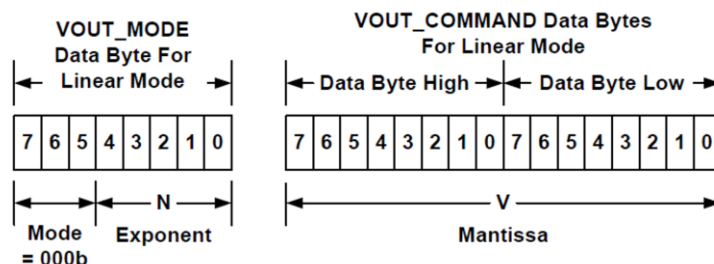 VOUT_MODE
Data Byte For
Linear Mode
VOUT_COMMAND Data Bytes
For Linear Mode
Data Byte High
Data Byte Low
7 6 5 4 3 2 1 0
7 6 5 4 3 2 1 0 7 6 5 4 3 2 1 0
N
Mode
= 000b
Exponent
V
Mantissa